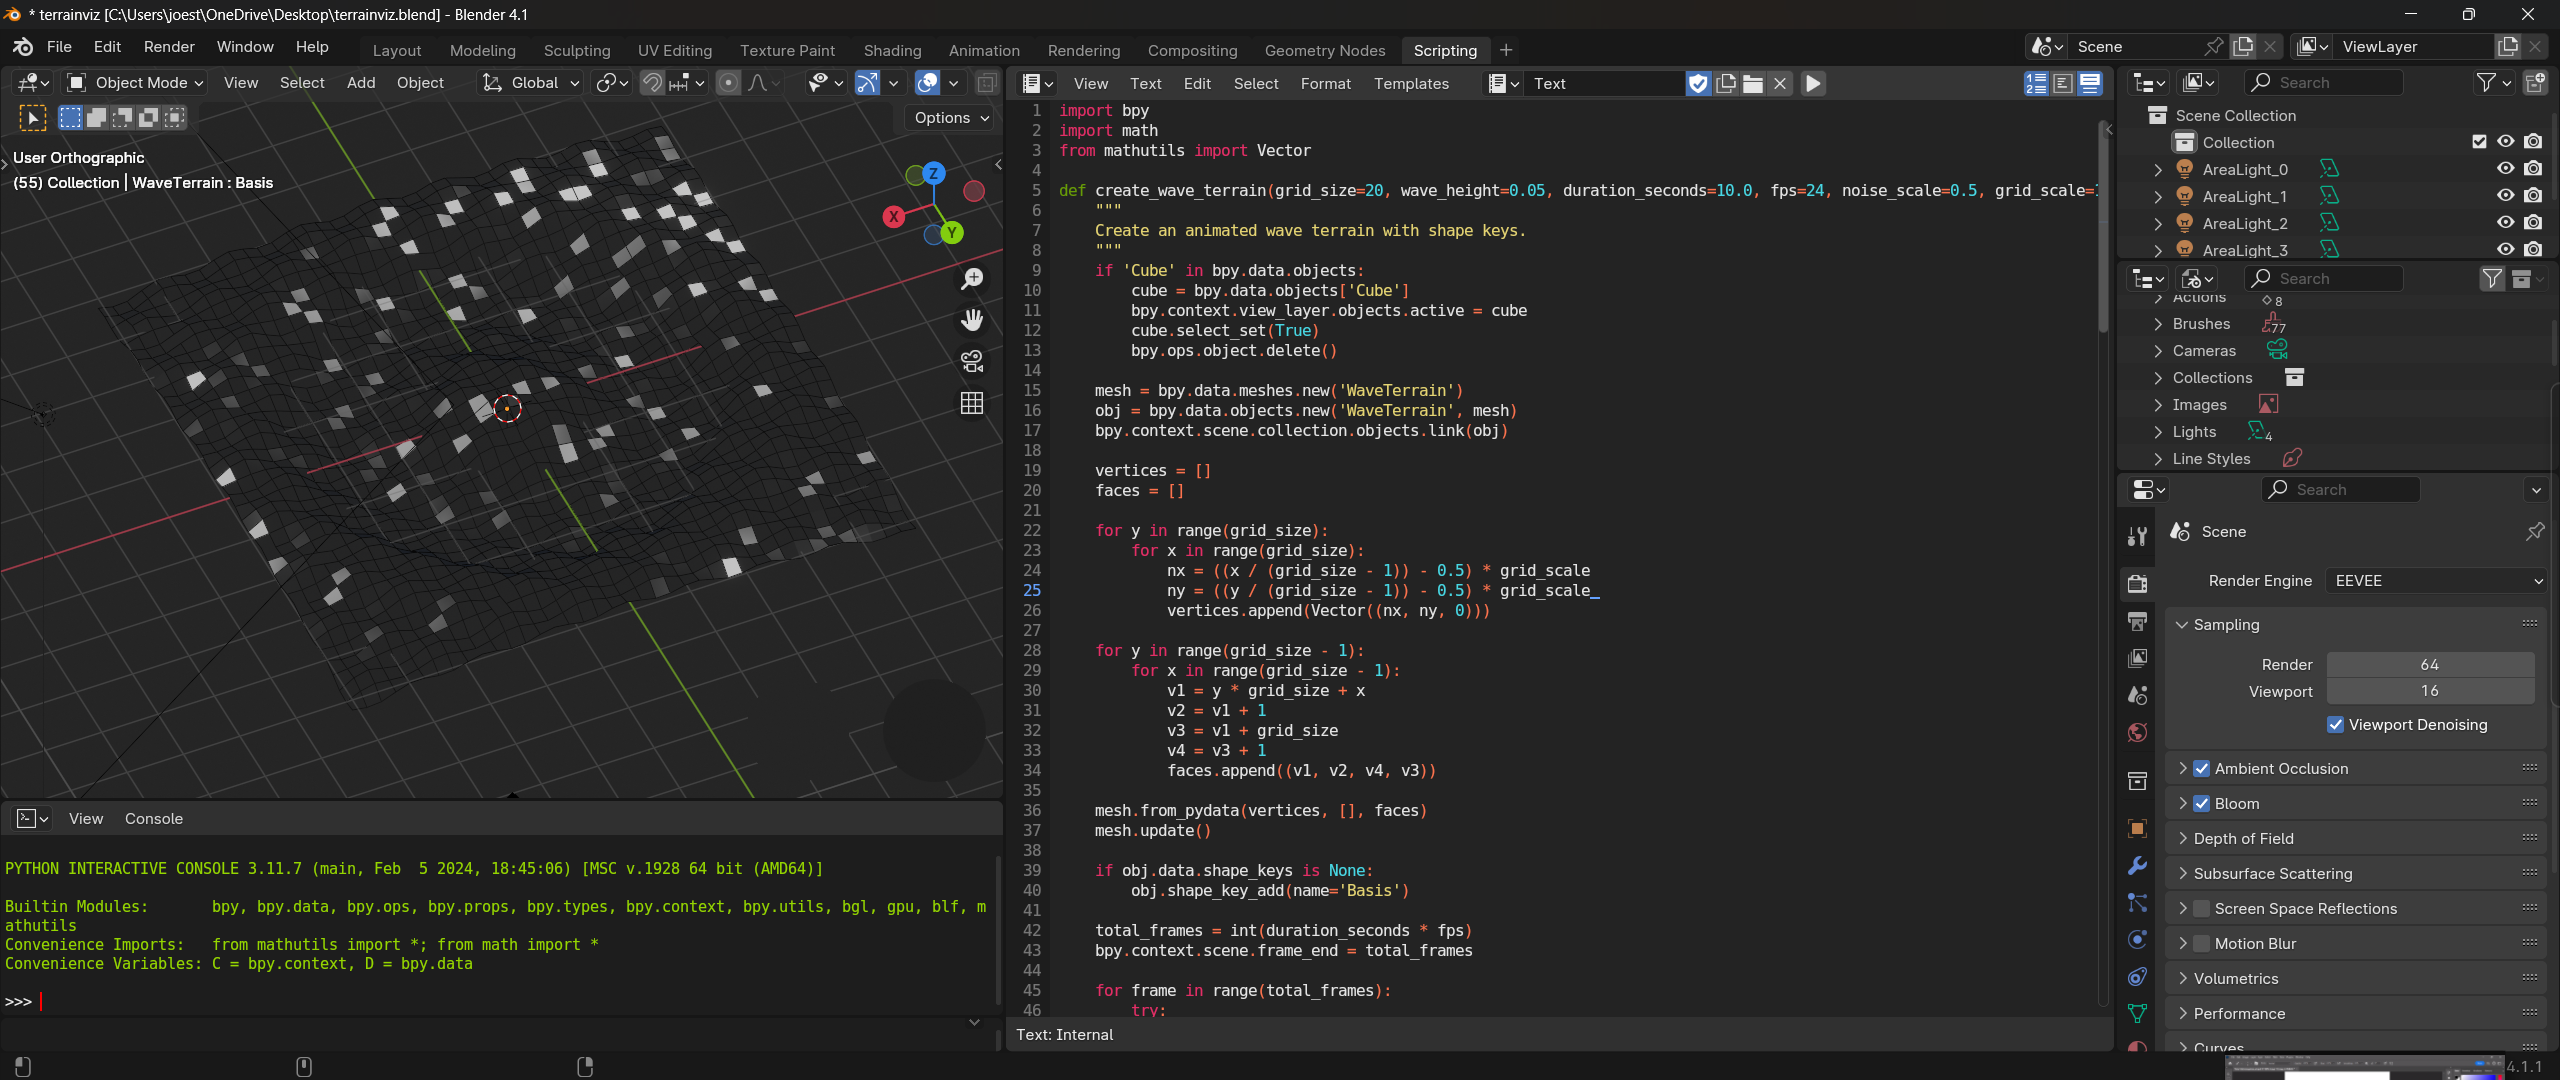 * terrainviz [C:\Users\joest\OneDrive\Desktop\terrainviz.blend] - Blender 4.1
File Edit Render Window Help
Layout Modeling Sculpting UV Editing Texture Paint Shading Animation Rendering Compositing Geometry Nodes Scripting +
Scene
ViewLayer
Object Mode View Select Add Object Global
Options
User Orthographic
(55) Collection | WaveTerrain : Basis
Z
X
Y
View Console
PYTHON INTERACTIVE CONSOLE 3.11.7 (main, Feb  5 2024, 18:45:06) [MSC v.1928 64 bit (AMD64)]
Builtin Modules:       bpy, bpy.data, bpy.ops, bpy.props, bpy.types, bpy.context, bpy.utils, bgl, gpu, blf, m
athutils
Convenience Imports:   from mathutils import *; from math import *
Convenience Variables: C = bpy.context, D = bpy.data
>>>
View Text Edit Select Format Templates
Text
1 import bpy
2 import math
3 from mathutils import Vector
4
5 def create_wave_terrain(grid_size=20, wave_height=0.05, duration_seconds=10.0, fps=24, noise_scale=0.5, grid_scale=
6     """
7     Create an animated wave terrain with shape keys.
8     """
9     if 'Cube' in bpy.data.objects:
10         cube = bpy.data.objects['Cube']
11         bpy.context.view_layer.objects.active = cube
12         cube.select_set(True)
13         bpy.ops.object.delete()
14
15     mesh = bpy.data.meshes.new('WaveTerrain')
16     obj = bpy.data.objects.new('WaveTerrain', mesh)
17     bpy.context.scene.collection.objects.link(obj)
18
19     vertices = []
20     faces = []
21
22     for y in range(grid_size):
23         for x in range(grid_size):
24             nx = ((x / (grid_size - 1)) - 0.5) * grid_scale
25             ny = ((y / (grid_size - 1)) - 0.5) * grid_scale
26             vertices.append(Vector((nx, ny, 0)))
27
28     for y in range(grid_size - 1):
29         for x in range(grid_size - 1):
30             v1 = y * grid_size + x
31             v2 = v1 + 1
32             v3 = v1 + grid_size
33             v4 = v3 + 1
34             faces.append((v1, v2, v4, v3))
35
36     mesh.from_pydata(vertices, [], faces)
37     mesh.update()
38
39     if obj.data.shape_keys is None:
40         obj.shape_key_add(name='Basis')
41
42     total_frames = int(duration_seconds * fps)
43     bpy.context.scene.frame_end = total_frames
44
45     for frame in range(total_frames):
46         try:
Text: Internal
Search
Scene Collection
Collection
AreaLight_0
AreaLight_1
AreaLight_2
AreaLight_3
Search
Actions 8
Brushes 77
Cameras
Collections
Images
Lights 4
Line Styles
Search
Scene
Render Engine EEVEE
Sampling
Render 64
Viewport 16
Viewport Denoising
Ambient Occlusion
Bloom
Depth of Field
Subsurface Scattering
Screen Space Reflections
Motion Blur
Volumetrics
Performance
Curves
4.1.1